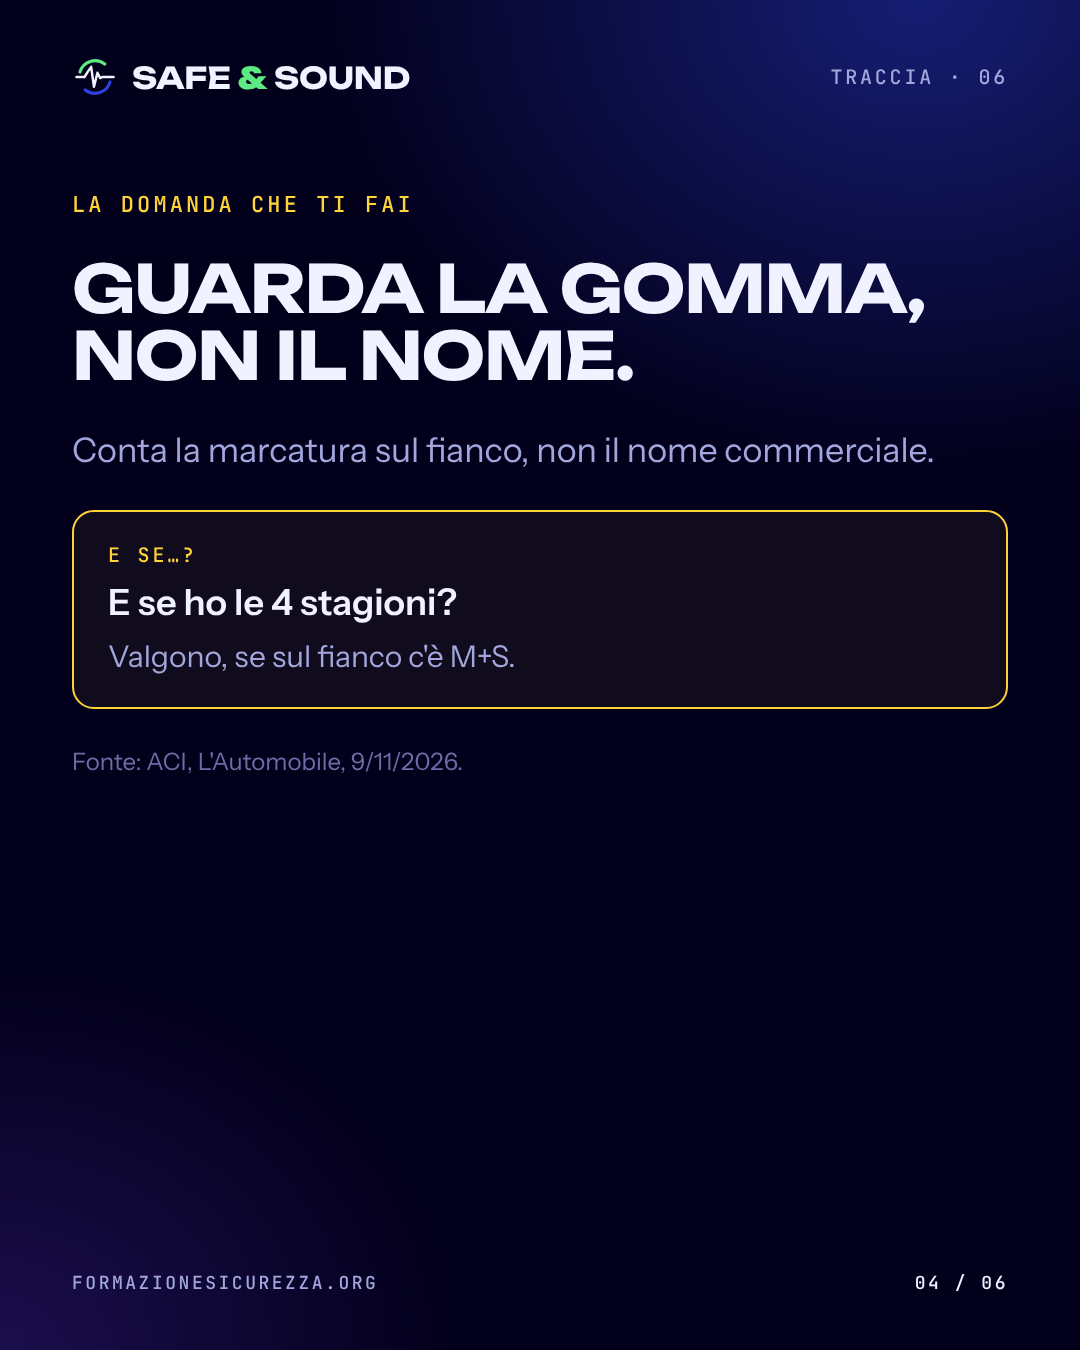 SAFE & SOUND
TRACCIA · 06
LA DOMANDA CHE TI FAI
GUARDA LA GOMMA,
NON IL NOME.
Conta la marcatura sul fianco, non il nome commerciale.
E SE…?
E se ho le 4 stagioni?
Valgono, se sul fianco c'è M+S.
Fonte: ACI, L'Automobile, 9/11/2026.
FORMAZIONESICUREZZA.ORG
04 / 06